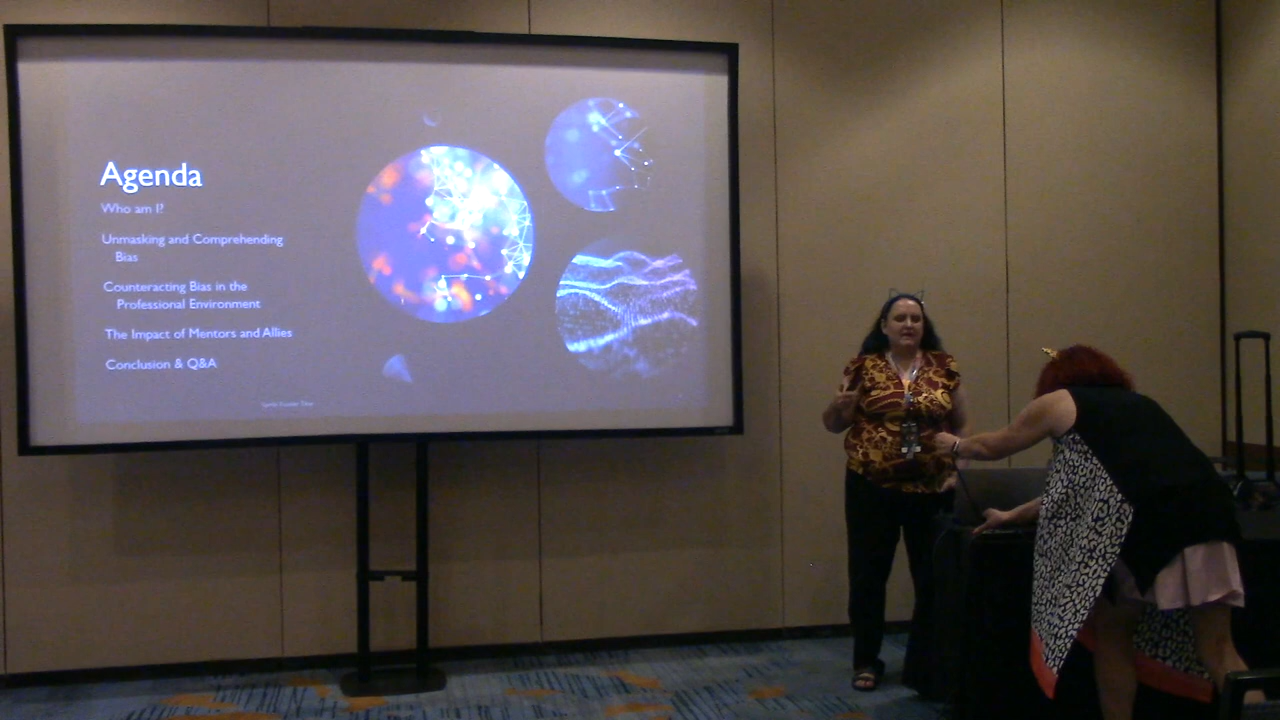 Agenda
Who am I?
Unmasking and Comprehending
Bias
Counteracting Bias in the
Professional Environment
The Impact of Mentors and Allies
Conclusion & Q&A